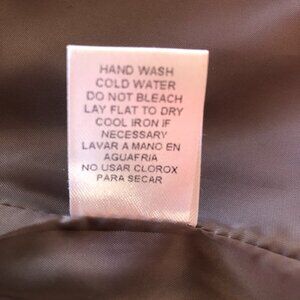 HAND WASH
COLD WATER
DO NOT BLEACH
LAY FLAT TO DRY
COOL IRON IF
NECESSARY
LAVAR A MANO EN
AGUAFRIA
NO USAR CLOROX
PARA SECAR